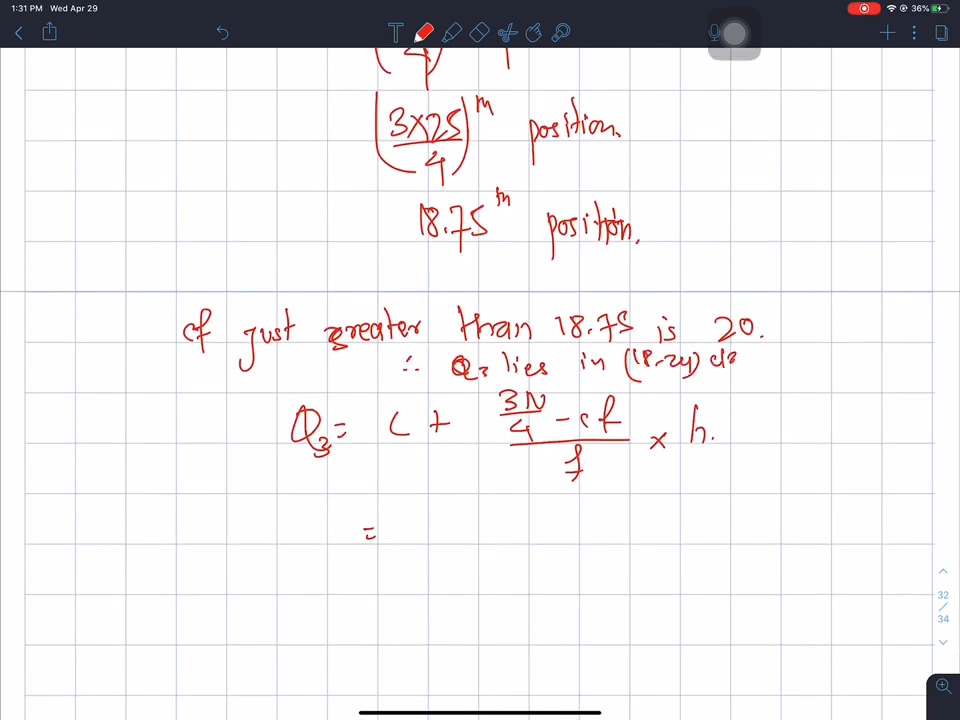 1:31 PM Wed Apr 29
36%
T
(3×25/4)th position.
18.75th position.
cf just greater than 18.75 is 20.
∴ Q3 lies in (18-24)
Q3 = L + (3N/4 - cf)/f × h.
=
32
/
34